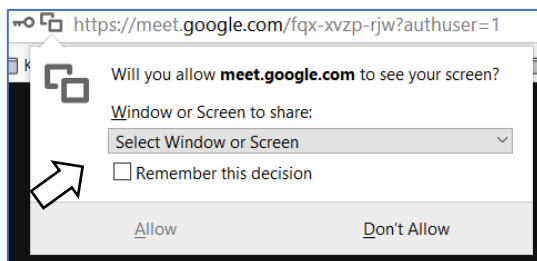 https://meet.google.com/fqx-xvzp-rjw?authuser=1
Will you allow meet.google.com to see your screen?
Window or Screen to share:
Select Window or Screen
Remember this decision
Allow Don't Allow